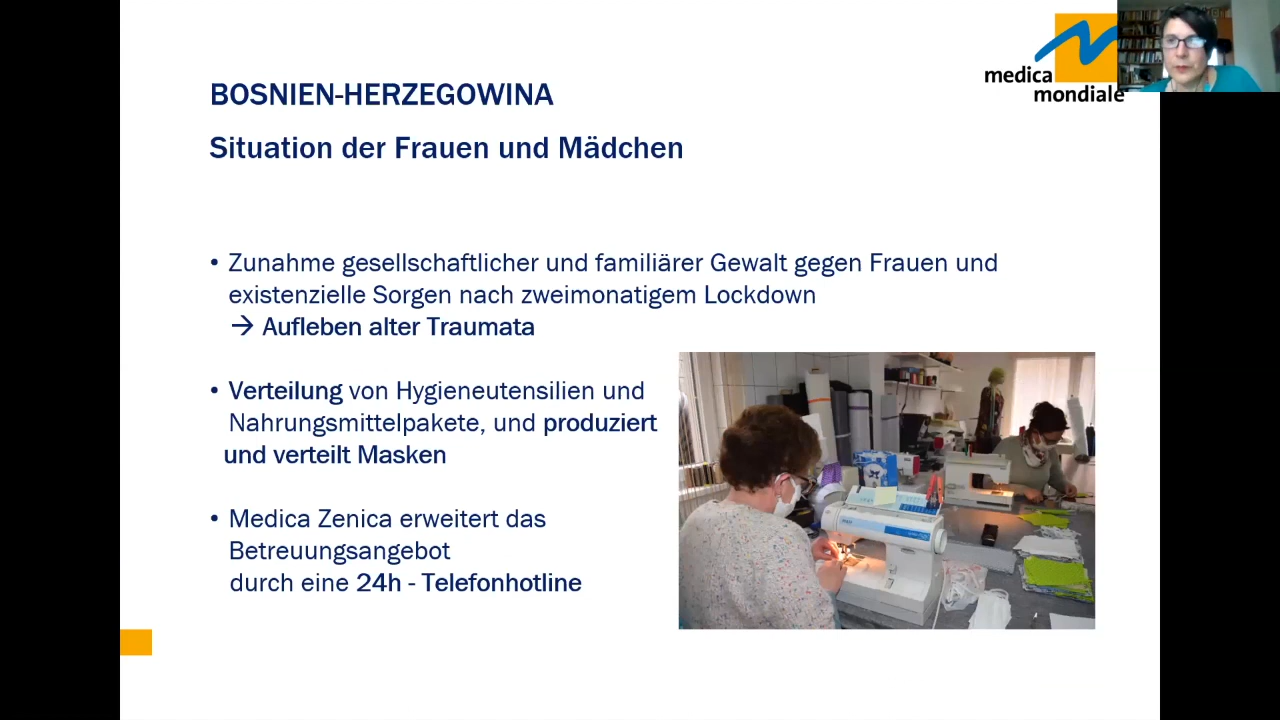 medica
mondiale
BOSNIEN-HERZEGOWINA
Situation der Frauen und Mädchen
• Zunahme gesellschaftlicher und familiärer Gewalt gegen Frauen und
existenzielle Sorgen nach zweimonatigem Lockdown
→ Aufleben alter Traumata
• Verteilung von Hygieneutensilien und
Nahrungsmittelpakete, und produziert
und verteilt Masken
• Medica Zenica erweitert das
Betreuungsangebot
durch eine 24h - Telefonhotline